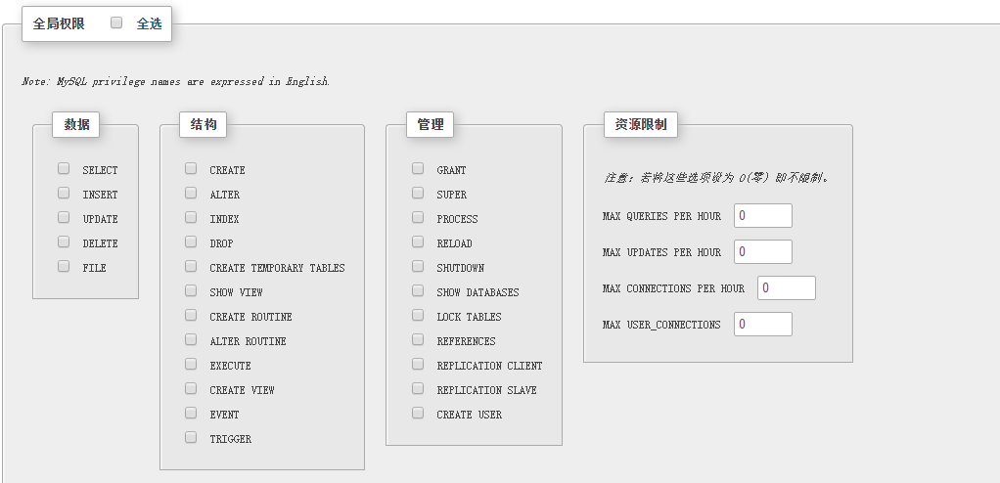 全局权限 全选
Note: MySQL privilege names are expressed in English.
数据
SELECT
INSERT
UPDATE
DELETE
FILE
结构
CREATE
ALTER
INDEX
DROP
CREATE TEMPORARY TABLES
SHOW VIEW
CREATE ROUTINE
ALTER ROUTINE
EXECUTE
CREATE VIEW
EVENT
TRIGGER
管理
GRANT
SUPER
PROCESS
RELOAD
SHUTDOWN
SHOW DATABASES
LOCK TABLES
REFERENCES
REPLICATION CLIENT
REPLICATION SLAVE
CREATE USER
资源限制
注意：若将这些选项设为 0(零) 即不限制。
MAX QUERIES PER HOUR 0
MAX UPDATES PER HOUR 0
MAX CONNECTIONS PER HOUR 0
MAX USER_CONNECTIONS 0